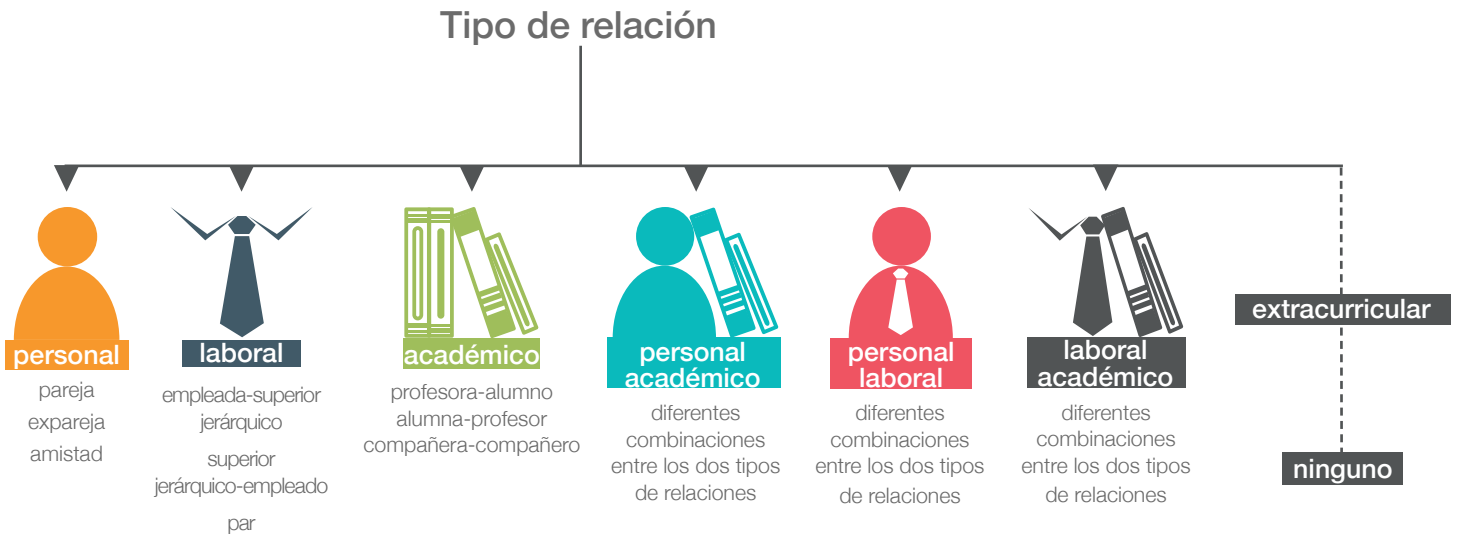 Tipo de relación
personal
pareja
expareja
amistad
laboral
empleada-superior
jerárquico
superior
jerárquico-empleado
par
académico
profesora-alumno
alumna-profesor
compañera-compañero
personal
académico
diferentes
combinaciones
entre los dos tipos
de relaciones
personal
laboral
diferentes
combinaciones
entre los dos tipos
de relaciones
laboral
académico
diferentes
combinaciones
entre los dos tipos
de relaciones
extracurricular
ninguno